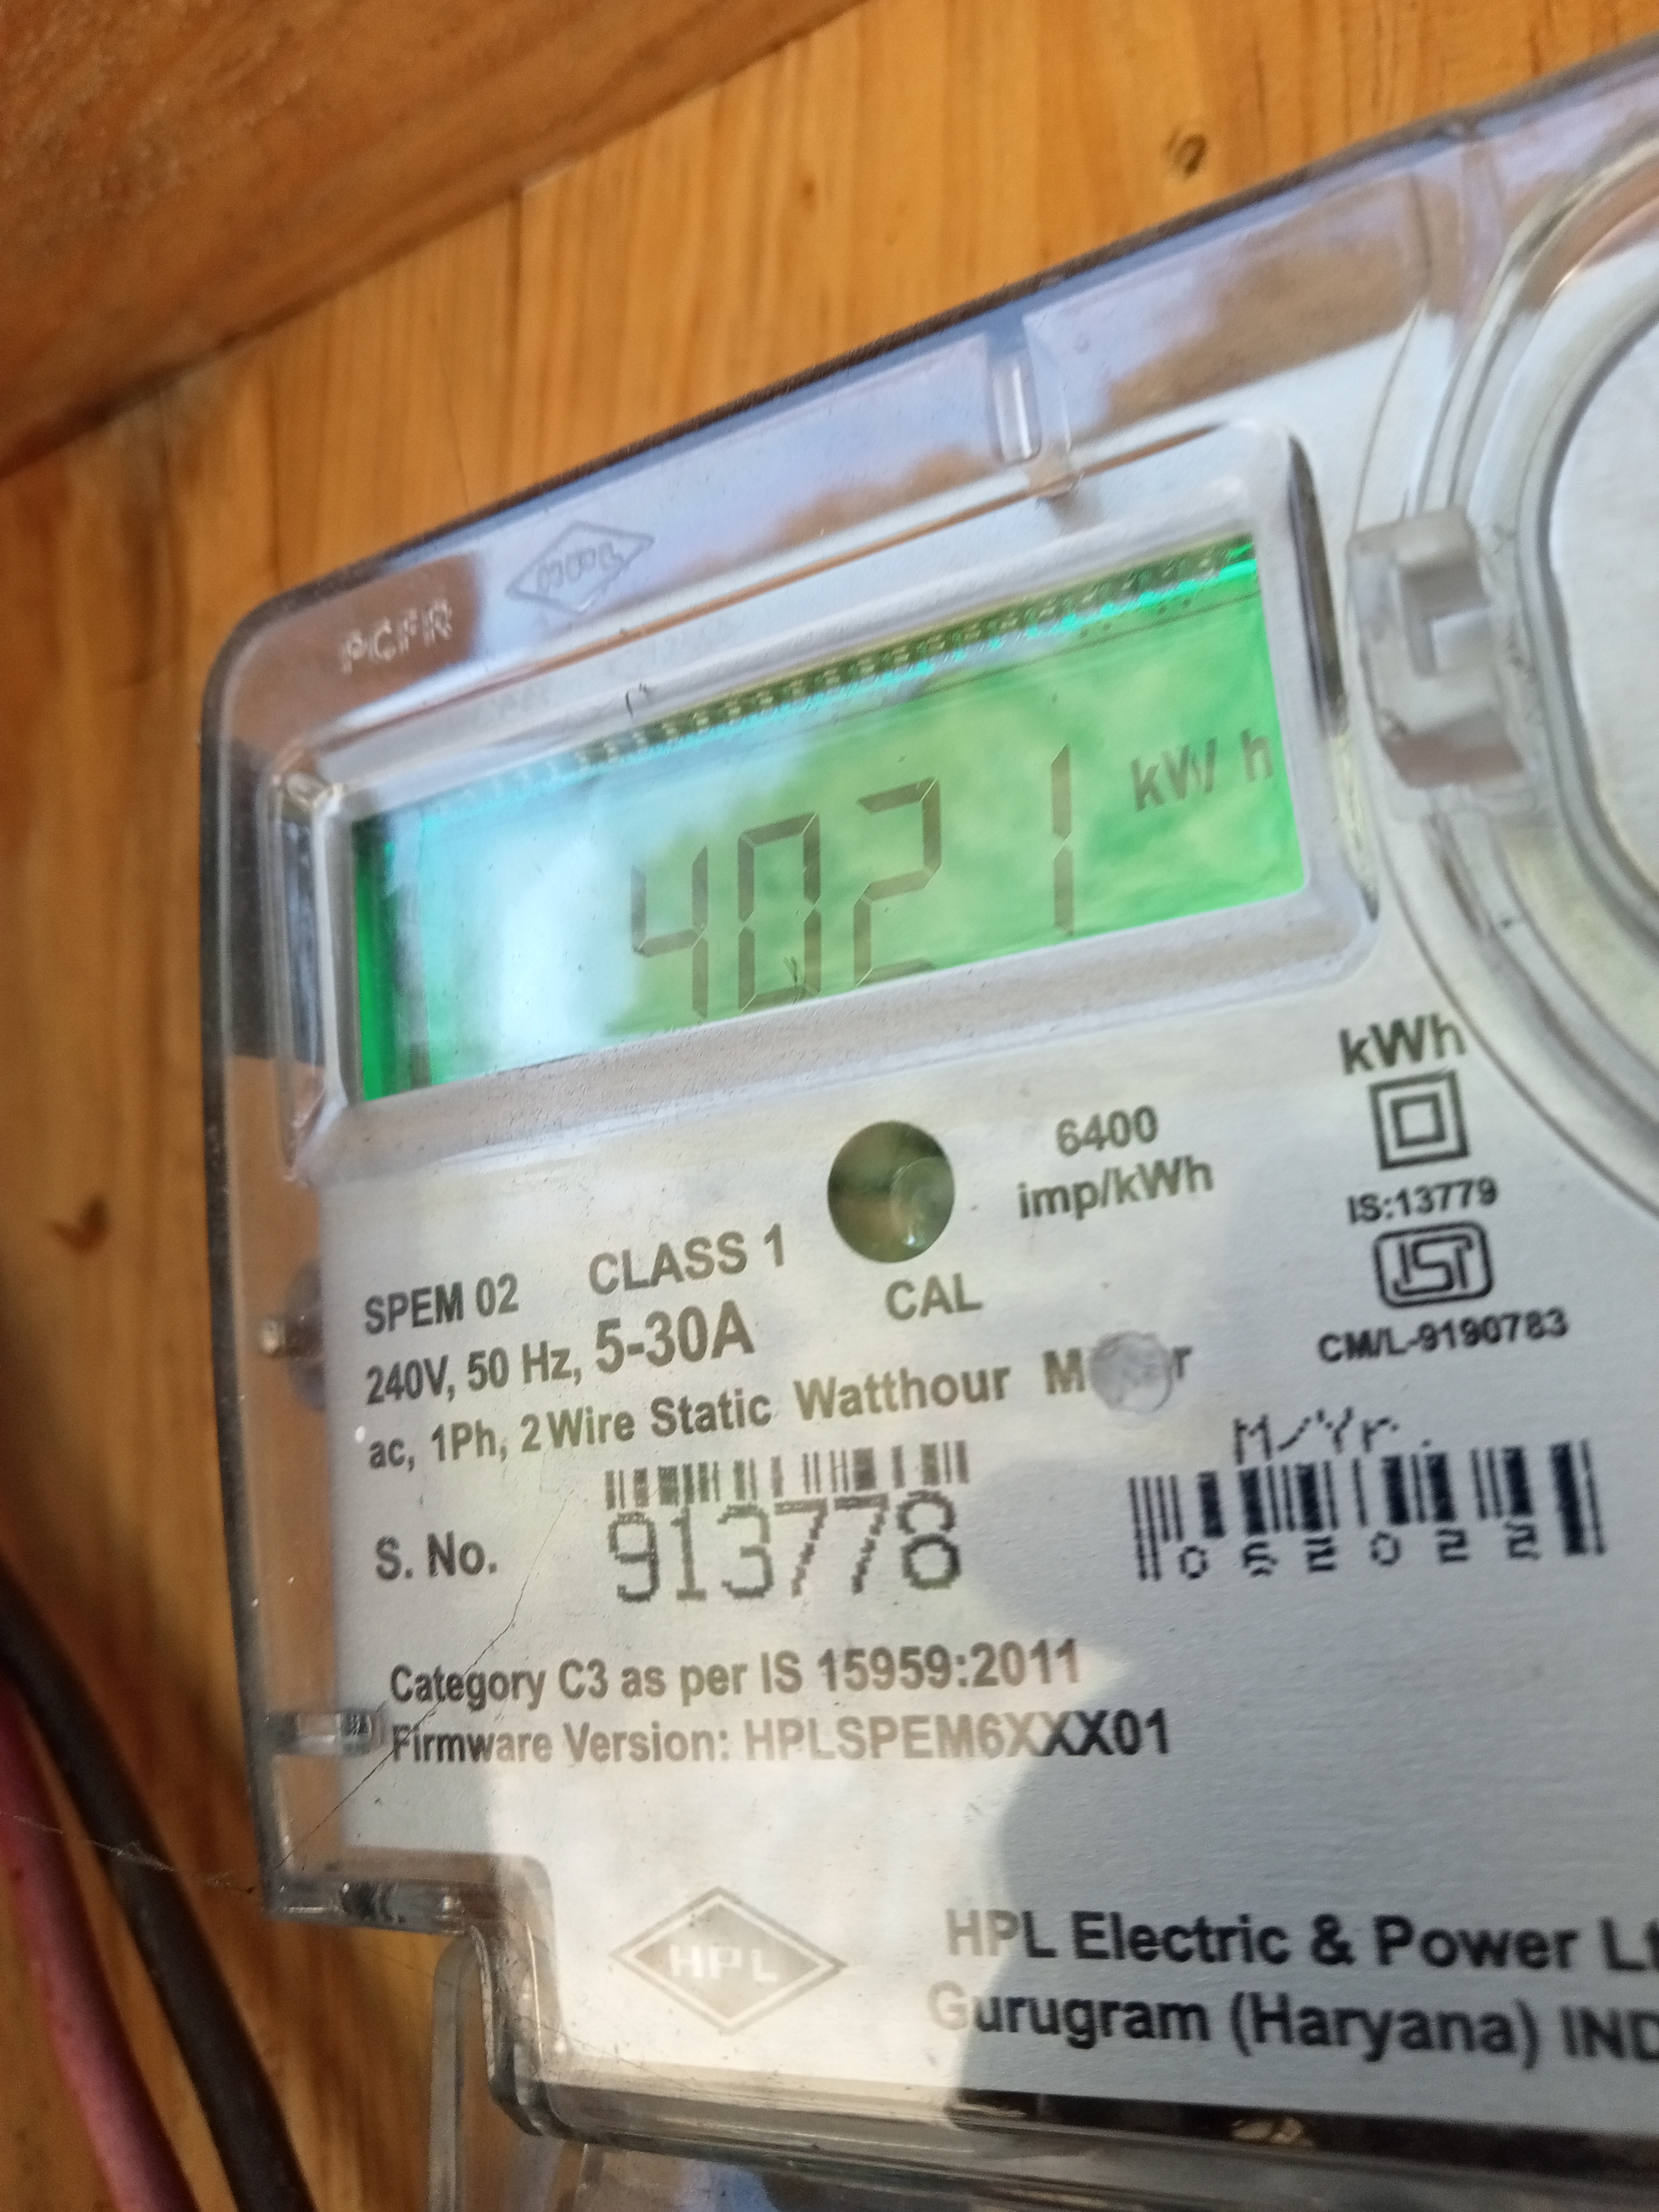 PCFR HPL
4021 kWh
kWh
6400
imp/kWh
IS:13779
SPEM 02 CLASS 1
CAL
CM/L-9190783
240V, 50 Hz, 5-30A
ac, 1Ph, 2 Wire Static Watthour
M/Yr.
S. No. 913778
Category C3 as per IS 15959:2011
Firmware Version: HPLSPEM6XXX01
HPL
HPL Electric & Power
Gurugram (Haryana)